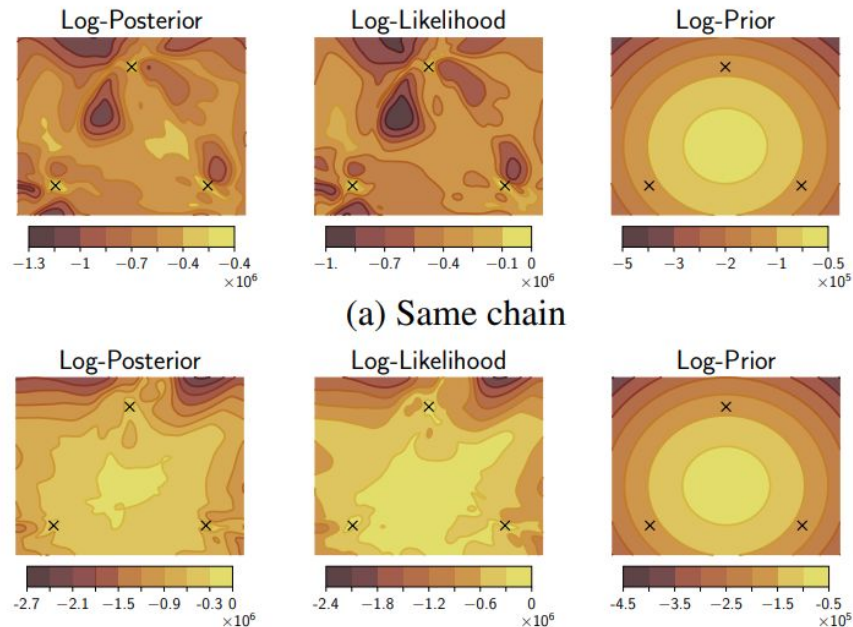 Log-Posterior Log-Likelihood Log-Prior
−1.3 −1 −0.7 −0.4 −0.4 −1. −0.7 −0.4 −0.1 0 −5 −3 −2 −1 −0.5
×10⁶ ×10⁶ ×10⁵
(a) Same chain
Log-Posterior Log-Likelihood Log-Prior
-2.7 −2.1 −1.5 −0.9 −0.3 0 -2.4 −1.8 −1.2 −0.6 0 -4.5 −3.5 −2.5 −1.5 −0.5
×10⁶ ×10⁶ ×10⁵